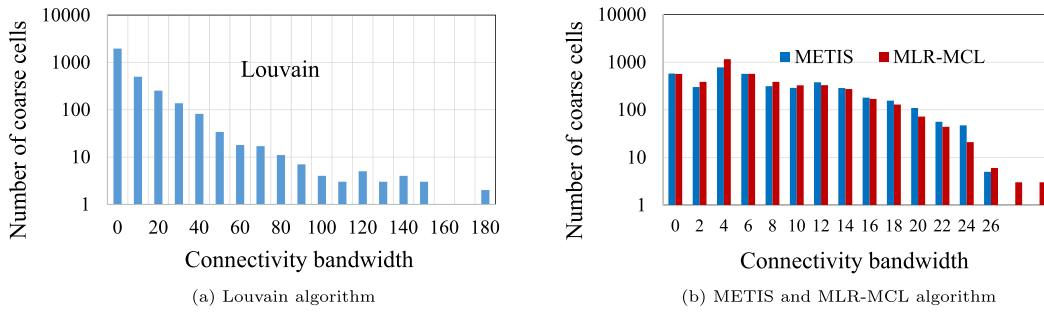 Number of coarse cells
10000
1000
100
10
1
Louvain
0 20 40 60 80 100 120 140 160 180
Connectivity bandwidth
(a) Louvain algorithm
Number of coarse cells
10000
1000
100
10
1
METIS MLR-MCL
0 2 4 6 8 10 12 14 16 18 20 22 24 26
Connectivity bandwidth
(b) METIS and MLR-MCL algorithm